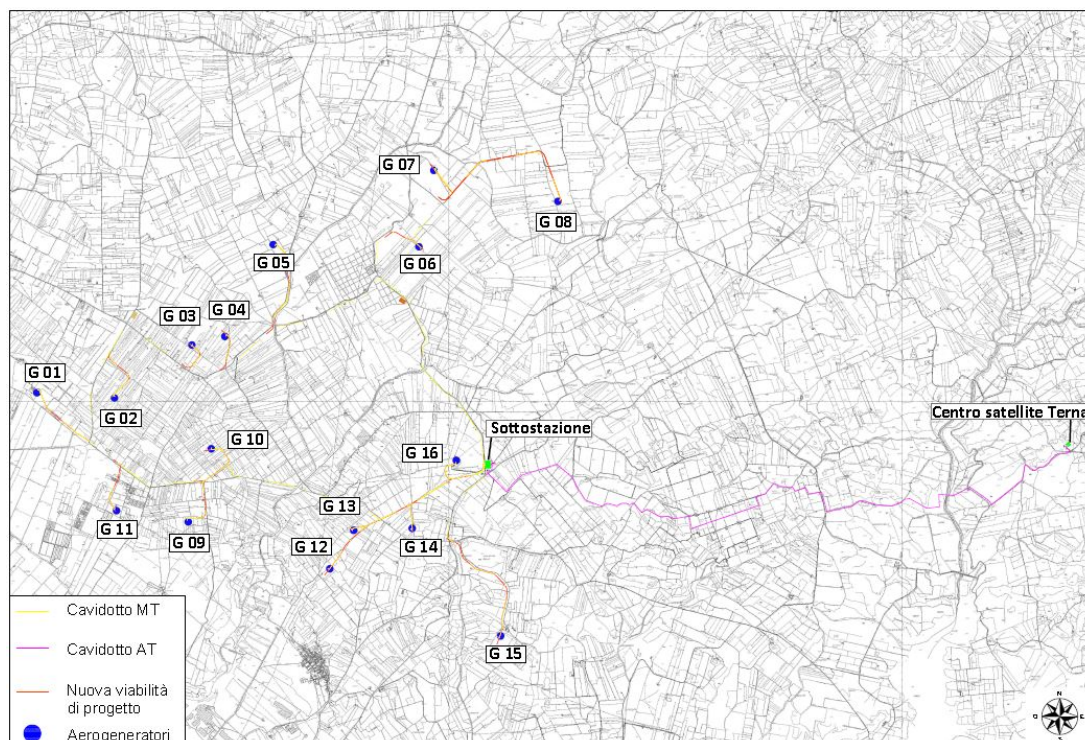 G 07
G 08
G 05
G 06
G 03
G 04
G 01
G 02
Centro satellite Terna
Sottostazione
G 10
G 16
G 13
G 11
G 09
G 12
G 14
G 15
Cavidotto MT
Cavidotto AT
Nuova viabilità
di progetto
Aerogeneratori
N
O
E
S